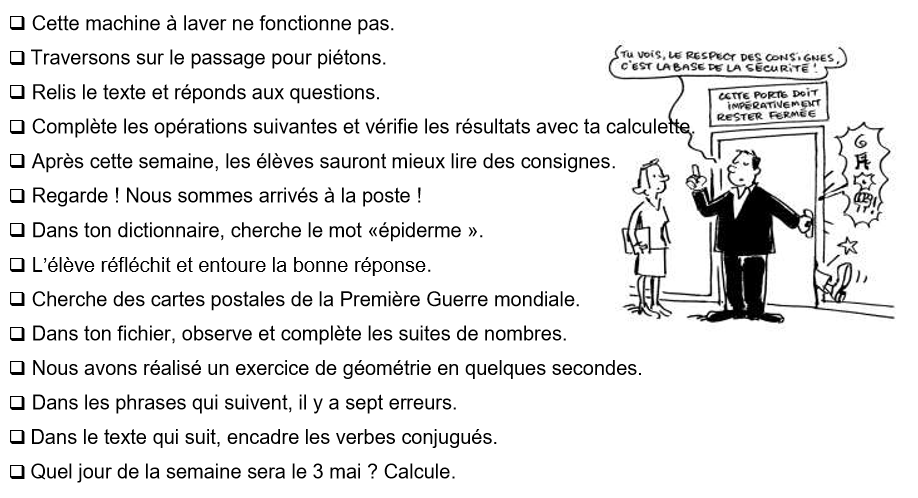 ❑ Cette machine à laver ne fonctionne pas.
❑ Traversons sur le passage pour piétons.
❑ Relis le texte et réponds aux questions.
❑ Complète les opérations suivantes et vérifie les résultats avec ta calculette.
❑ Après cette semaine, les élèves sauront mieux lire des consignes.
❑ Regarde ! Nous sommes arrivés à la poste !
❑ Dans ton dictionnaire, cherche le mot «épiderme ».
❑ L'élève réfléchit et entoure la bonne réponse.
❑ Cherche des cartes postales de la Première Guerre mondiale.
❑ Dans ton fichier, observe et complète les suites de nombres.
❑ Nous avons réalisé un exercice de géométrie en quelques secondes.
❑ Dans les phrases qui suivent, il y a sept erreurs.
❑ Dans le texte qui suit, encadre les verbes conjugués.
❑ Quel jour de la semaine sera le 3 mai ? Calcule.
TU VOIS, LE RESPECT DES CONSIGNES,
C'EST LA BASE DE LA SÉCURITÉ !
CETTE PORTE DOIT
IMPÉRATIVEMENT
RESTER FERMÉE